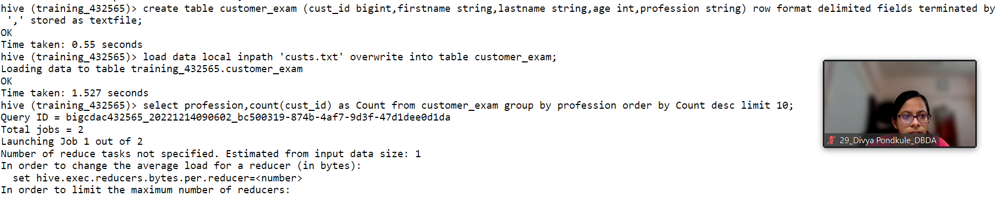 hive (training_432565)> create table customer_exam (cust_id bigint,firstname string,lastname string,age int,profession string) row format delimited fields terminated by
',' stored as textfile;
OK
Time taken: 0.55 seconds
hive (training_432565)> load data local inpath 'custs.txt' overwrite into table customer_exam;
Loading data to table training_432565.customer_exam
OK
Time taken: 1.527 seconds
hive (training_432565)> select profession,count(cust_id) as Count from customer_exam group by profession order by Count desc limit 10;
Query ID = bigcdac432565_20221214090602_bc500319-874b-4af7-9d3f-47d1dee0d1da
Total jobs = 2
Launching Job 1 out of 2
Number of reduce tasks not specified. Estimated from input data size: 1
In order to change the average load for a reducer (in bytes):
  set hive.exec.reducers.bytes.per.reducer=<number>
In order to limit the maximum number of reducers:
29_Divya Pondkule_DBDA